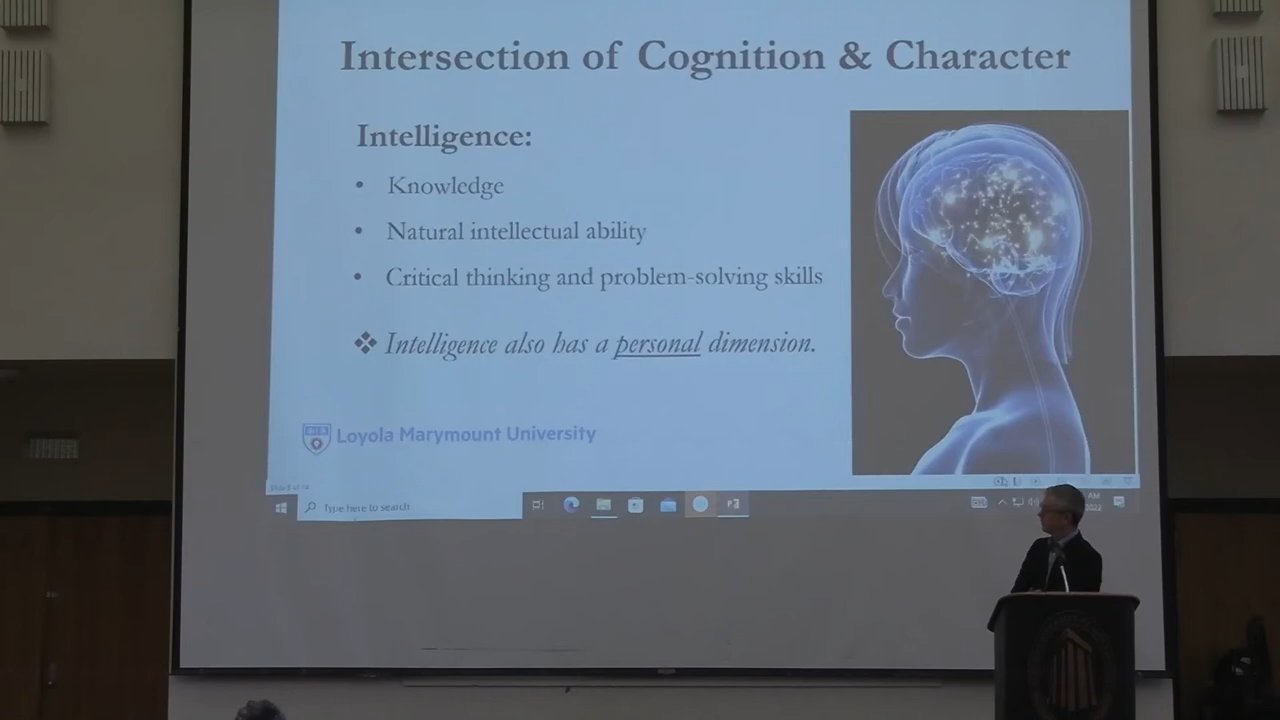 Intersection of Cognition & Character
Intelligence:
• Knowledge
• Natural intellectual ability
• Critical thinking and problem-solving skills
❖ Intelligence also has a personal dimension.
Loyola Marymount University
Type here to search
AM